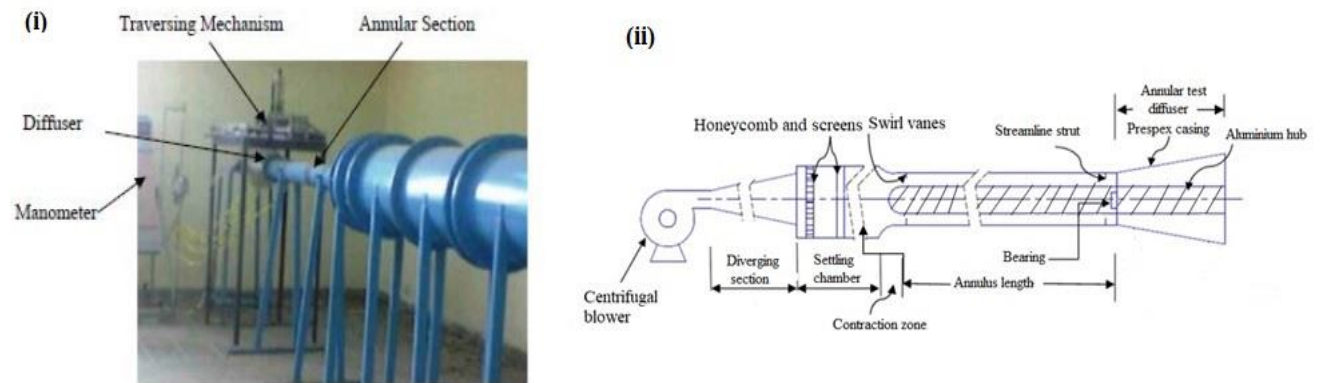 (i)
Traversing Mechanism
Annular Section
Diffuser
Manometer
(ii)
Honeycomb and screens
Swirl vanes
Streamline strut
Annular test
diffuser
Prespex casing
Aluminium hub
Centrifugal
blower
Diverging
section
Settling
chamber
Contraction zone
Annulus length
Bearing